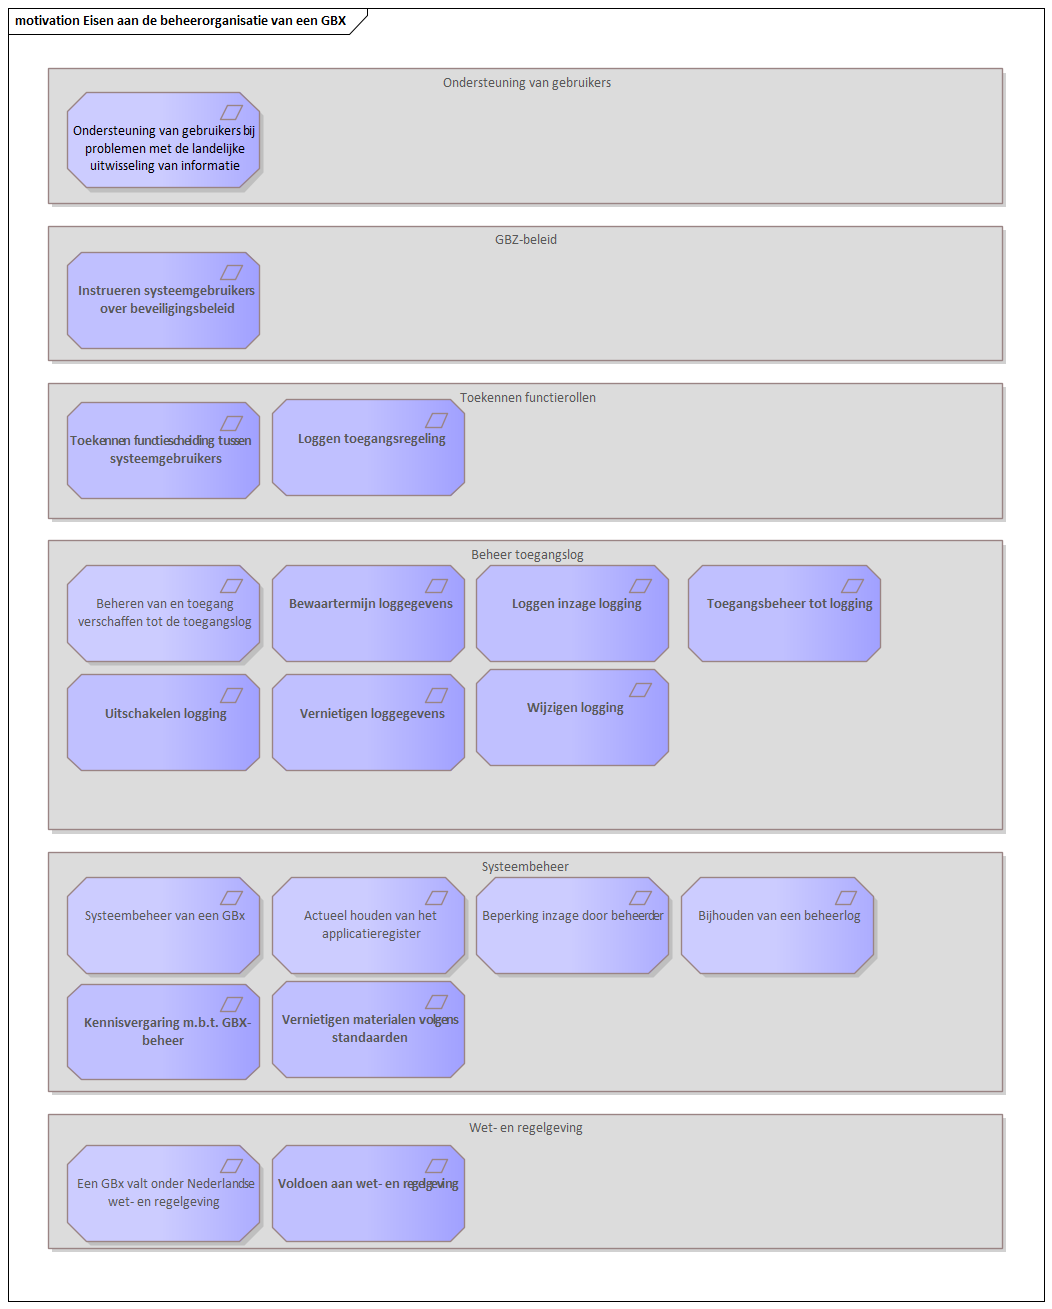 motivation Eisen aan de beheerorganisatie van een GBX
Ondersteuning van gebruikers
Ondersteuning van gebruikers bij
problemen met de landelijke
uitwisseling van informatie
GBZ-beleid
Instrueren systeemgebruikers
over beveiligingsbeleid
Toekennen functierollen
Toekennen functiescheiding tussen
systeemgebruikers
Loggen toegangsregeling
Beheer toegangslog
Beheren van en toegang
verschaffen tot de toegangslog
Bewaartermijn loggegevens
Loggen inzage logging
Toegangsbeheer tot logging
Uitschakelen logging
Vernietigen loggegevens
Wijzigen logging
Systeembeheer
Systeembeheer van een GBx
Actueel houden van het
applicatieregister
Beperking inzage door beheerder
Bijhouden van een beheerlog
Kennisvergaring m.b.t. GBX-
beheer
Vernietigen materialen volgens
standaarden
Wet- en regelgeving
Een GBx valt onder Nederlandse
wet- en regelgeving
Voldoen aan wet- en regelgeving